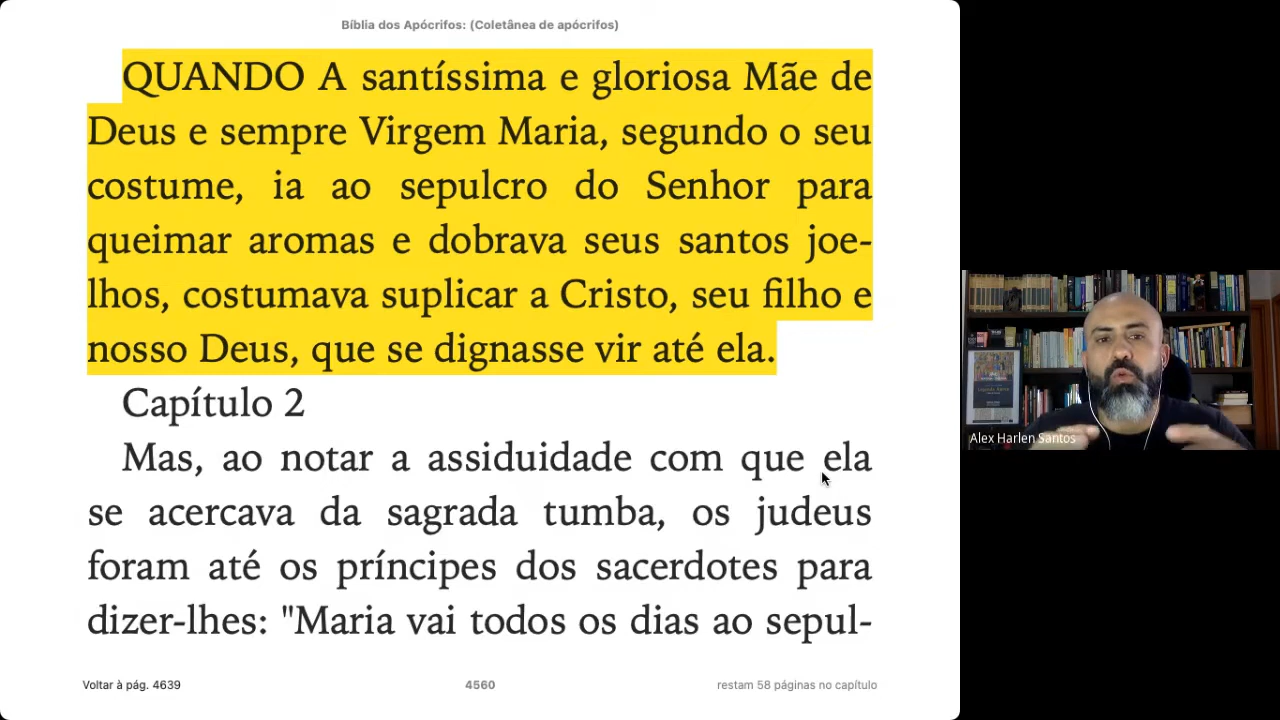 Bíblia dos Apócrifos: (Coletânea de apócrifos)
QUANDO A santíssima e gloriosa Mãe de
Deus e sempre Virgem Maria, segundo o seu
costume, ia ao sepulcro do Senhor para
queimar aromas e dobrava seus santos joe-
lhos, costumava suplicar a Cristo, seu filho e
nosso Deus, que se dignasse vir até ela.
Capítulo 2
Mas, ao notar a assiduidade com que ela
se acercava da sagrada tumba, os judeus
foram até os príncipes dos sacerdotes para
dizer-lhes: "Maria vai todos os dias ao sepul-
Voltar à pág. 4639
4560
restam 58 páginas no capítulo
Alex Harlen Santos